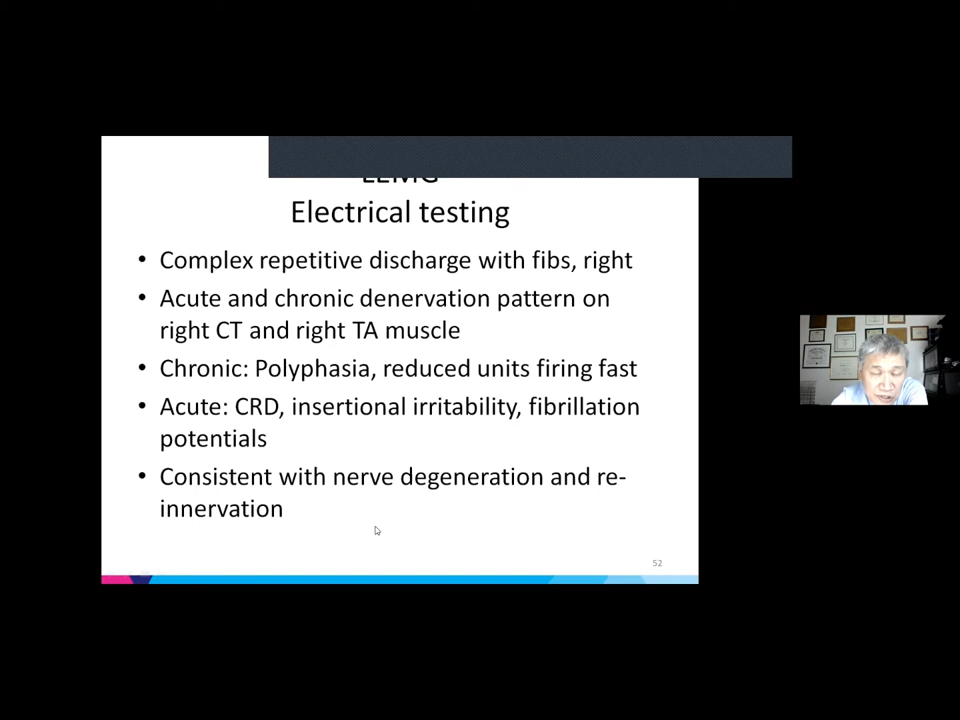 LEMG
Electrical testing
• Complex repetitive discharge with fibs, right
• Acute and chronic denervation pattern on
right CT and right TA muscle
• Chronic: Polyphasia, reduced units firing fast
• Acute: CRD, insertional irritability, fibrillation
potentials
• Consistent with nerve degeneration and re-
innervation
52